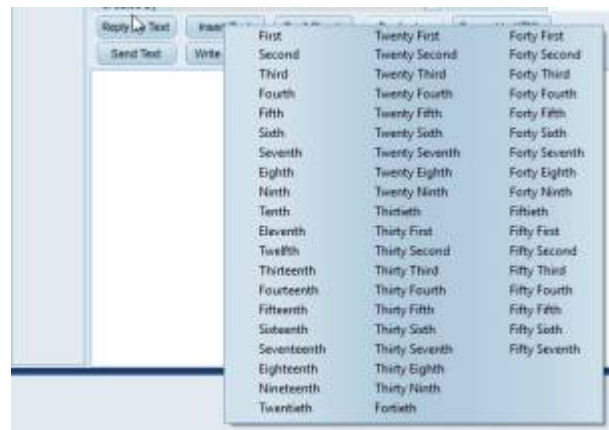 Reply by Text
Send Text
Write
First
Second
Third
Fourth
Fifth
Sixth
Seventh
Eighth
Ninth
Tenth
Eleventh
Twelfth
Thirteenth
Fourteenth
Fifteenth
Sixteenth
Seventeenth
Eighteenth
Nineteenth
Twentieth
Twenty First
Twenty Second
Twenty Third
Twenty Fourth
Twenty Fifth
Twenty Sixth
Twenty Seventh
Twenty Eighth
Twenty Ninth
Thirtieth
Thirty First
Thirty Second
Thirty Third
Thirty Fourth
Thirty Fifth
Thirty Sixth
Thirty Seventh
Thirty Eighth
Thirty Ninth
Fortieth
Forty First
Forty Second
Forty Third
Forty Fourth
Forty Fifth
Forty Sixth
Forty Seventh
Forty Eighth
Forty Ninth
Fiftieth
Fifty First
Fifty Second
Fifty Third
Fifty Fourth
Fifty Fifth
Fifty Sixth
Fifty Seventh